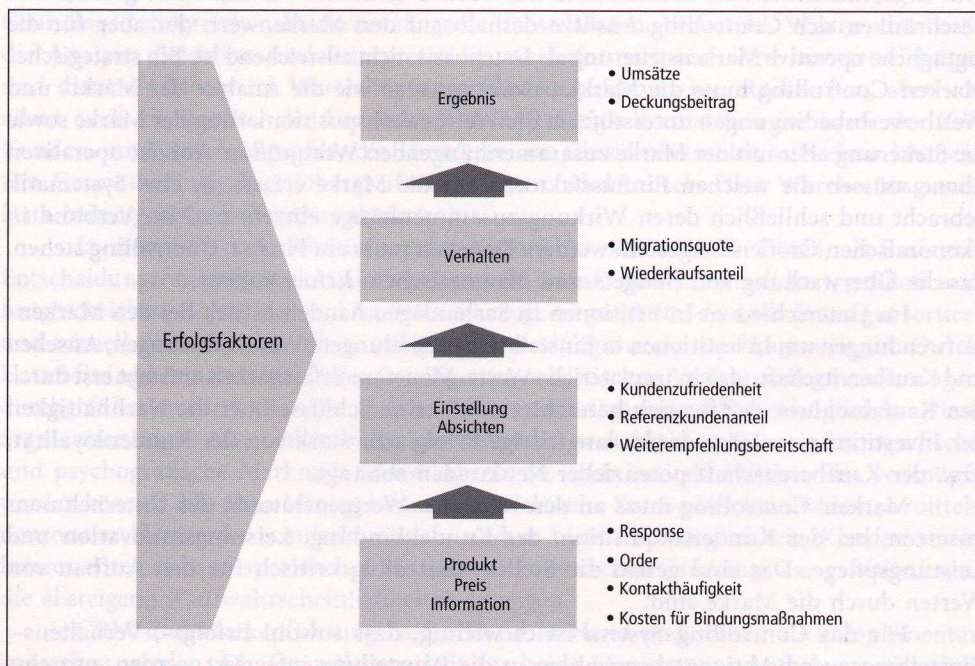 Erfolgsfaktoren
Ergebnis
• Umsätze
• Deckungsbeitrag
Verhalten
• Migrationsquote
• Wiederkaufsanteil
Einstellung
Absichten
• Kundenzufriedenheit
• Referenzkundenanteil
• Weiterempfehlungsbereitschaft
Produkt
Preis
Information
• Response
• Order
• Kontakthäufigkeit
• Kosten für Bindungsmaßnahmen